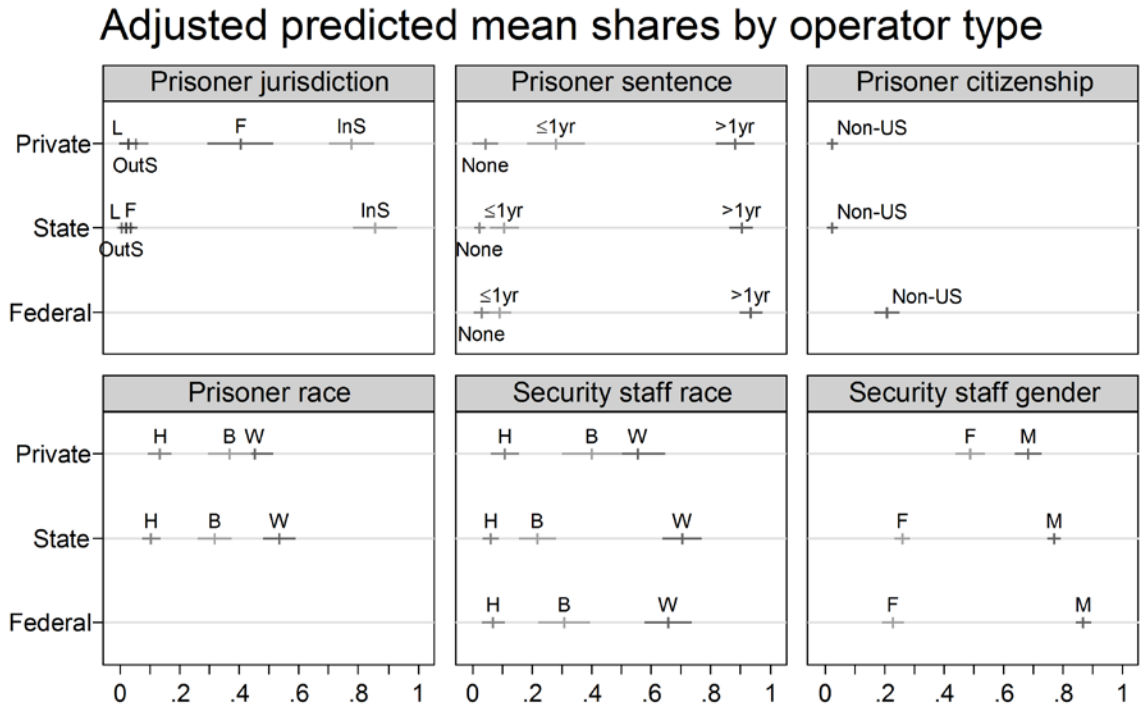 Adjusted predicted mean shares by operator type
Prisoner jurisdiction
Prisoner sentence
Prisoner citizenship
Private
L
F
InS
OutS
≤1yr
>1yr
None
Non-US
State
L
F
InS
OutS
≤1yr
>1yr
None
Non-US
Federal
≤1yr
>1yr
None
Non-US
Prisoner race
Security staff race
Security staff gender
Private
H
B
W
H
B
W
F
M
State
H
B
W
H
B
W
F
M
Federal
H
B
W
F
M
0 .2 .4 .6 .8 1
0 .2 .4 .6 .8 1
0 .2 .4 .6 .8 1